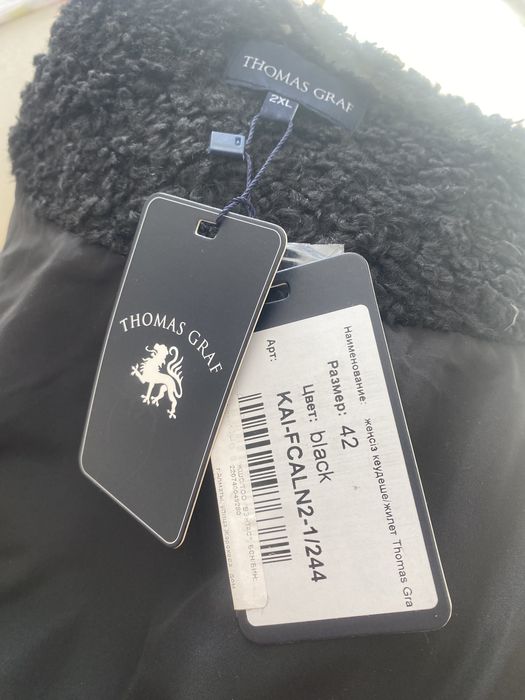 THOMAS GRAF
2XL
THOMAS GRAF
Наименование: жеңсіз кеудеше/жилет Thomas Gra
Размер: 42
Цвет: black
Арт: KAI-FCALN2-1/244